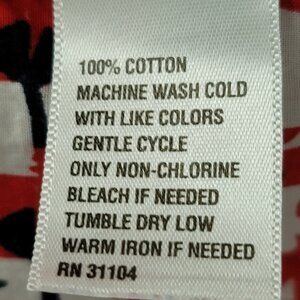 100% COTTON
MACHINE WASH COLD
WITH LIKE COLORS
GENTLE CYCLE
ONLY NON-CHLORINE
BLEACH IF NEEDED
TUMBLE DRY LOW
WARM IRON IF NEEDED
RN 31104